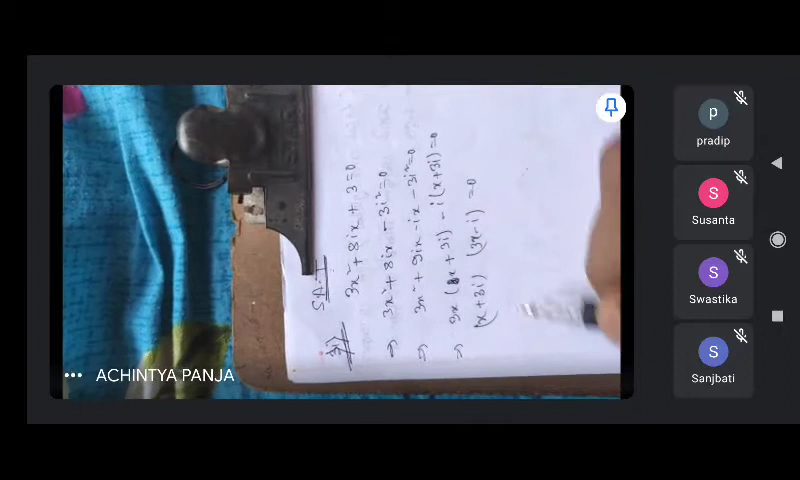 S.A.I
3i)
3x²+8ix+3=0
⇒ 3x²+8ix-3i²=0
⇒ 3x²+9ix-ix-3i²=0
⇒ 3x(x+3i)-i(x+3i)=0
(x+3i)(3x-i)=0
ACHINTYA PANJA
P
pradip
S
Susanta
S
Swastika
S
Sanjbati